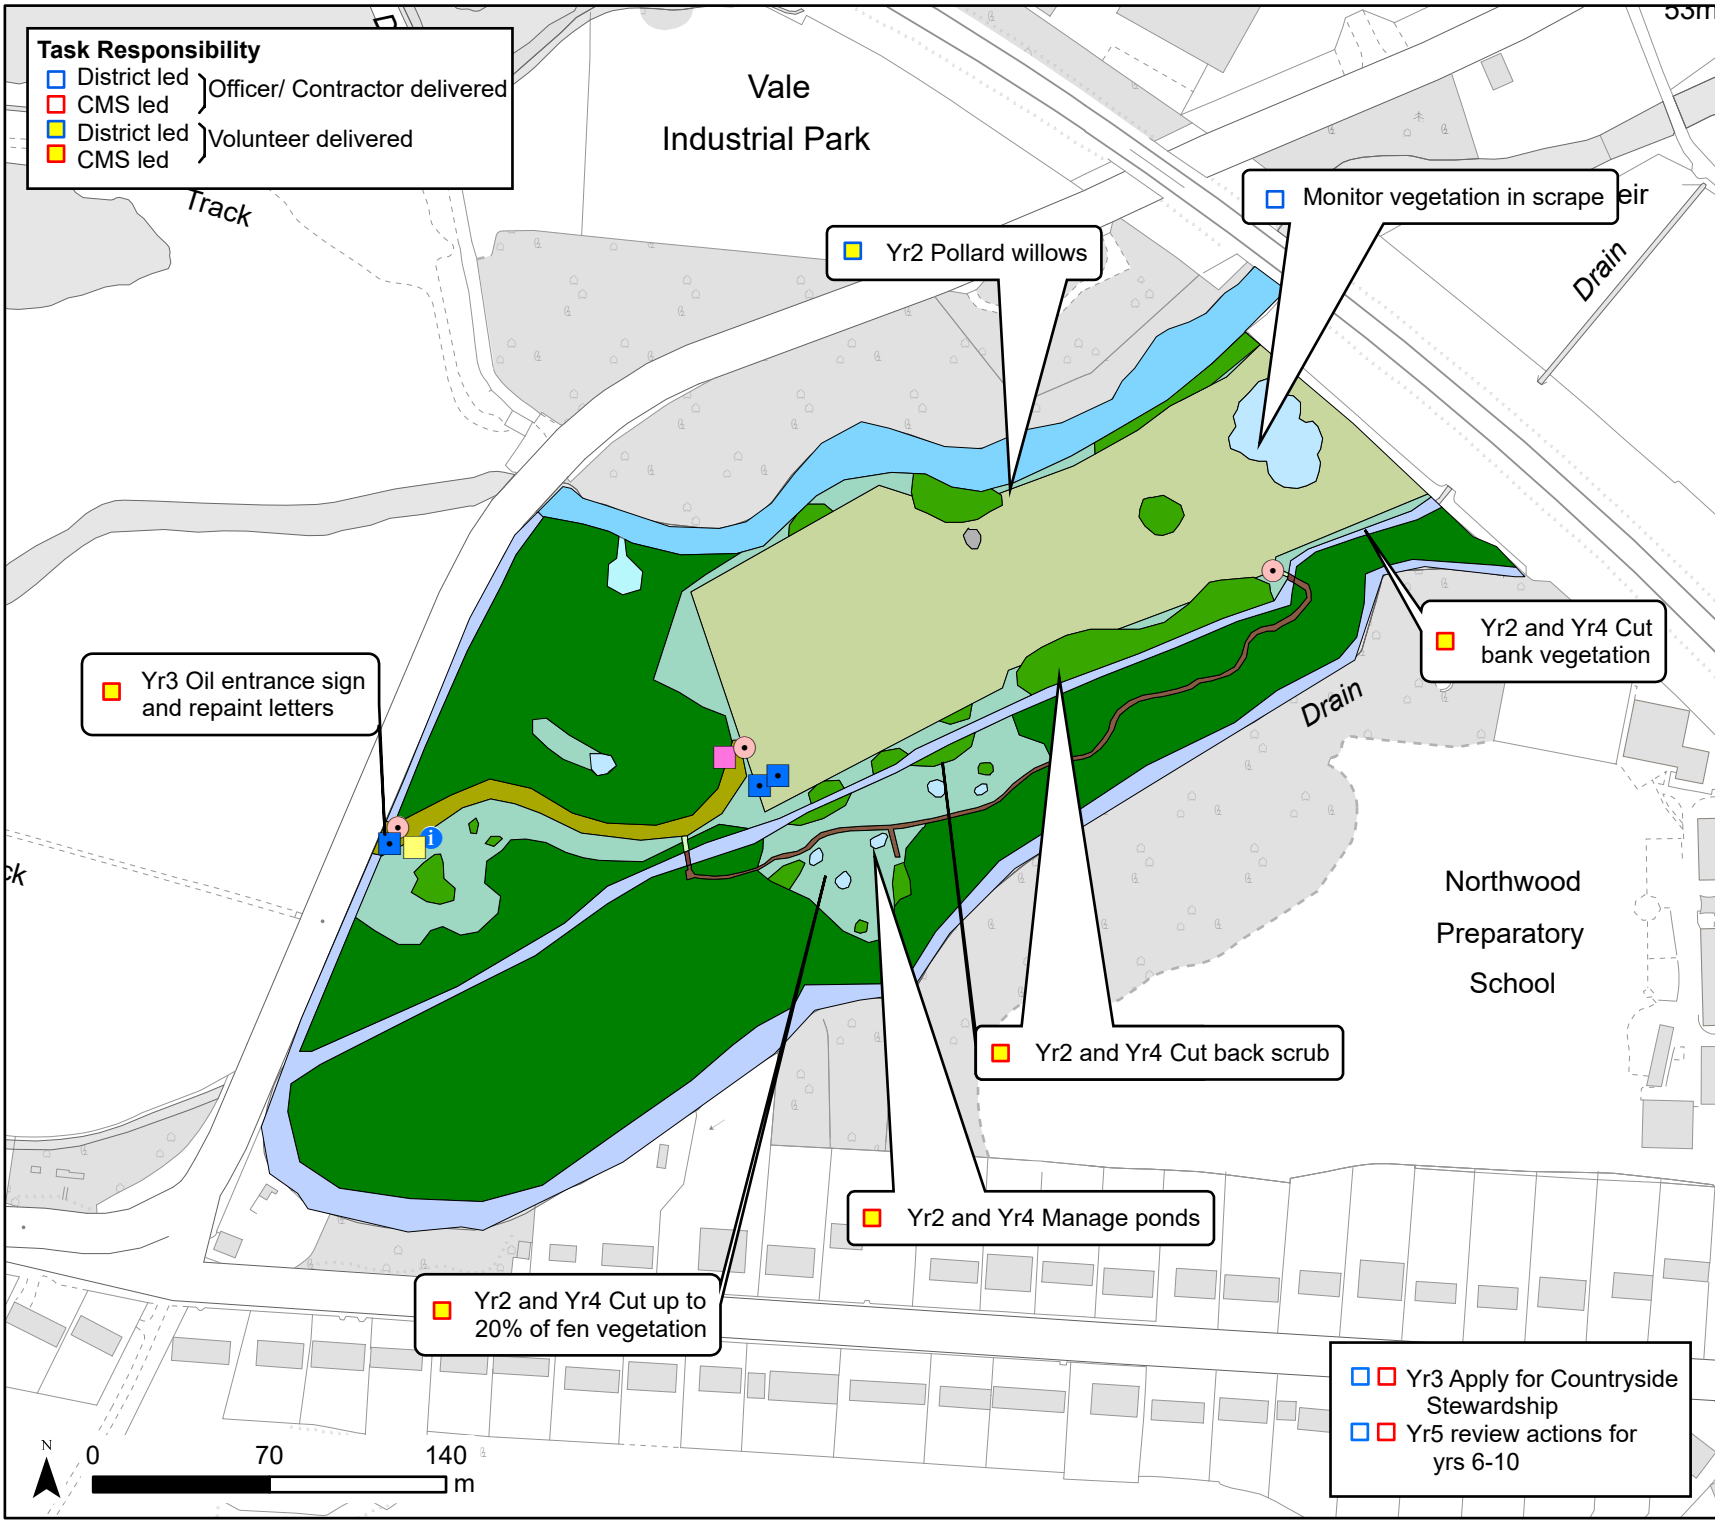 53m
Task Responsibility
District led
CMS led
Officer/ Contractor delivered
District led
CMS led
Volunteer delivered
Track
Vale
Industrial Park
Monitor vegetation in scrape
eir
Drain
Yr2 Pollard willows
Yr2 and Yr4 Cut
bank vegetation
Yr3 Oil entrance sign
and repaint letters
Drain
i
ck
Northwood
Preparatory
School
Yr2 and Yr4 Cut back scrub
Yr2 and Yr4 Manage ponds
Yr2 and Yr4 Cut up to
20% of fen vegetation
Yr3 Apply for Countryside
Stewardship
Yr5 review actions for
yrs 6-10
N
0 70 140
m